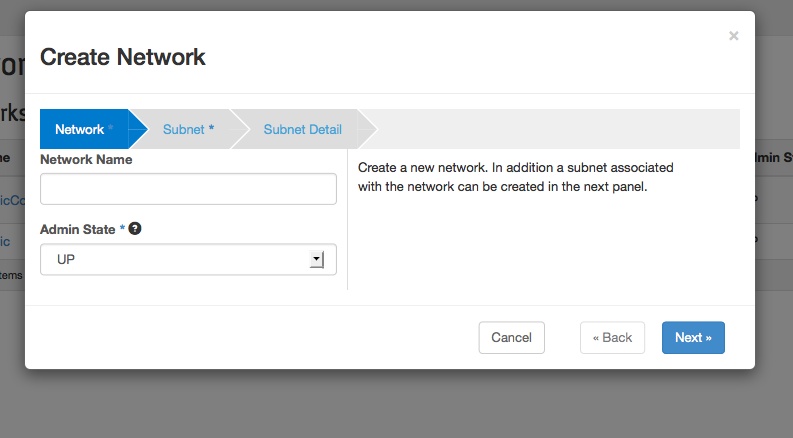 Create Network
×
Network *
Subnet *
Subnet Detail
Network Name
Create a new network. In addition a subnet associated
with the network can be created in the next panel.
Admin State * ?
UP
Cancel
« Back
Next »